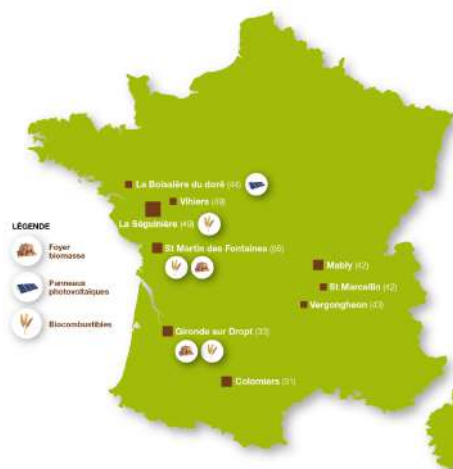 La Boissière du doré (44)
Vihiers (49)
La Séguinière (49)
LÉGENDE
Foyer
biomasse
St Martin des Fontaines (85)
Panneaux
photovoltaïques
Mably (42)
St Marcellin (42)
Vergongheon (43)
Biocombustibles
Gironde sur Dropt (33)
Colomiers (31)